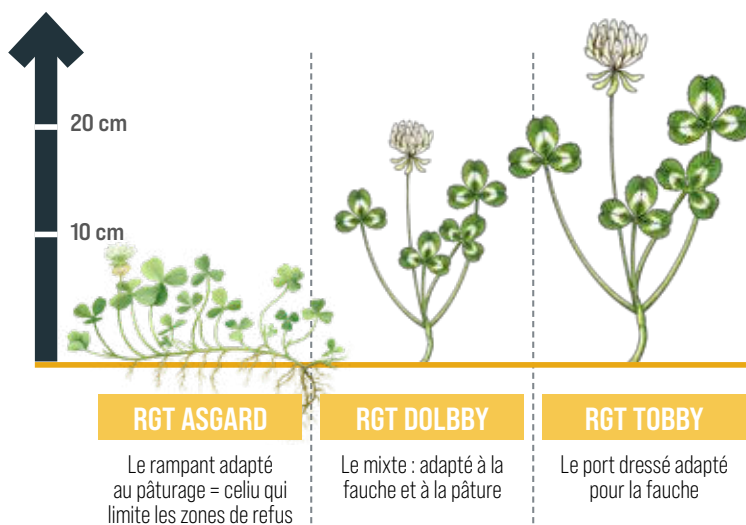 20 cm
10 cm
RGT ASGARD
Le rampant adapté
au pâturage = celiu qui
limite les zones de refus
RGT DOLBBY
Le mixte : adapté à la
fauche et à la pâture
RGT TOBBY
Le port dressé adapté
pour la fauche